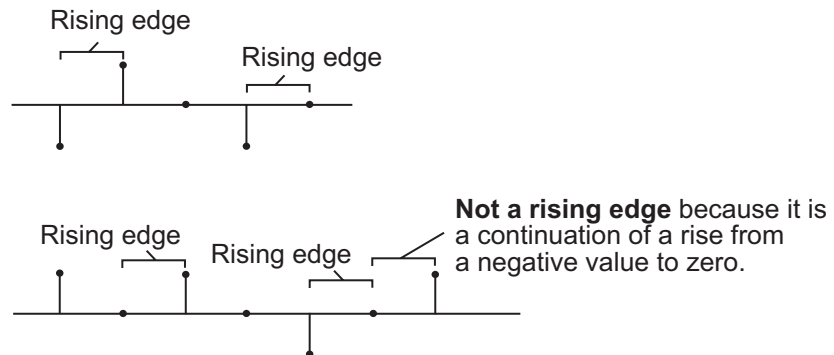 Rising edge
Rising edge
Not a rising edge because it is
a continuation of a rise from
a negative value to zero.
Rising edge
Rising edge